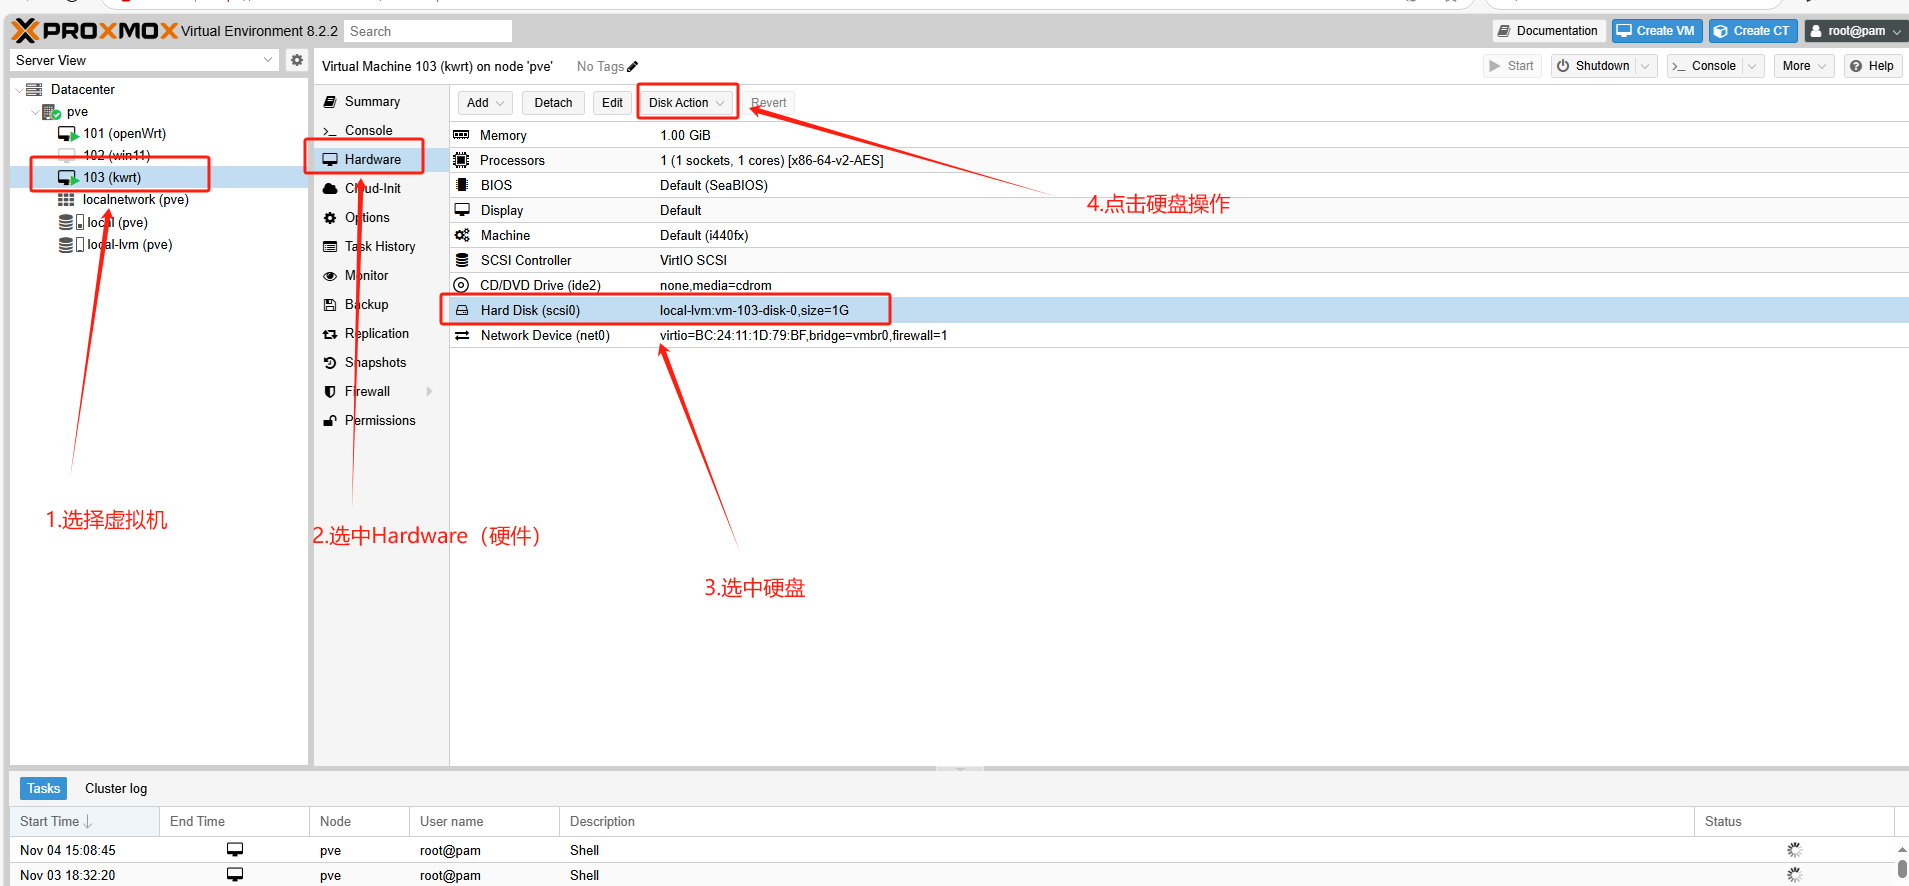 PROXMOX Virtual Environment 8.2.2 Search Documentation Create VM Create CT root@pam
Server View
Virtual Machine 103 (kwrt) on node 'pve' No Tags Start Shutdown Console More Help
Datacenter
pve
101 (openWrt)
102 (win11)
103 (kwrt)
localnetwork (pve)
local (pve)
local-lvm (pve)
1.选择虚拟机
Summary
Console
Hardware
Cloud-Init
Options
Task History
Monitor
Backup
Replication
Snapshots
Firewall
Permissions
2.选中Hardware（硬件）
Add Detach Edit Disk Action Revert
Memory 1.00 GiB
Processors 1 (1 sockets, 1 cores) [x86-64-v2-AES]
BIOS Default (SeaBIOS)
Display Default
Machine Default (i440fx)
SCSI Controller VirtIO SCSI
CD/DVD Drive (ide2) none,media=cdrom
Hard Disk (scsi0) local-lvm:vm-103-disk-0,size=1G
Network Device (net0) virtio=BC:24:11:1D:79:BF,bridge=vmbr0,firewall=1
4.点击硬盘操作
3.选中硬盘
Tasks Cluster log
Start Time End Time Node User name Description Status
Nov 04 15:08:45 pve root@pam Shell
Nov 03 18:32:20 pve root@pam Shell